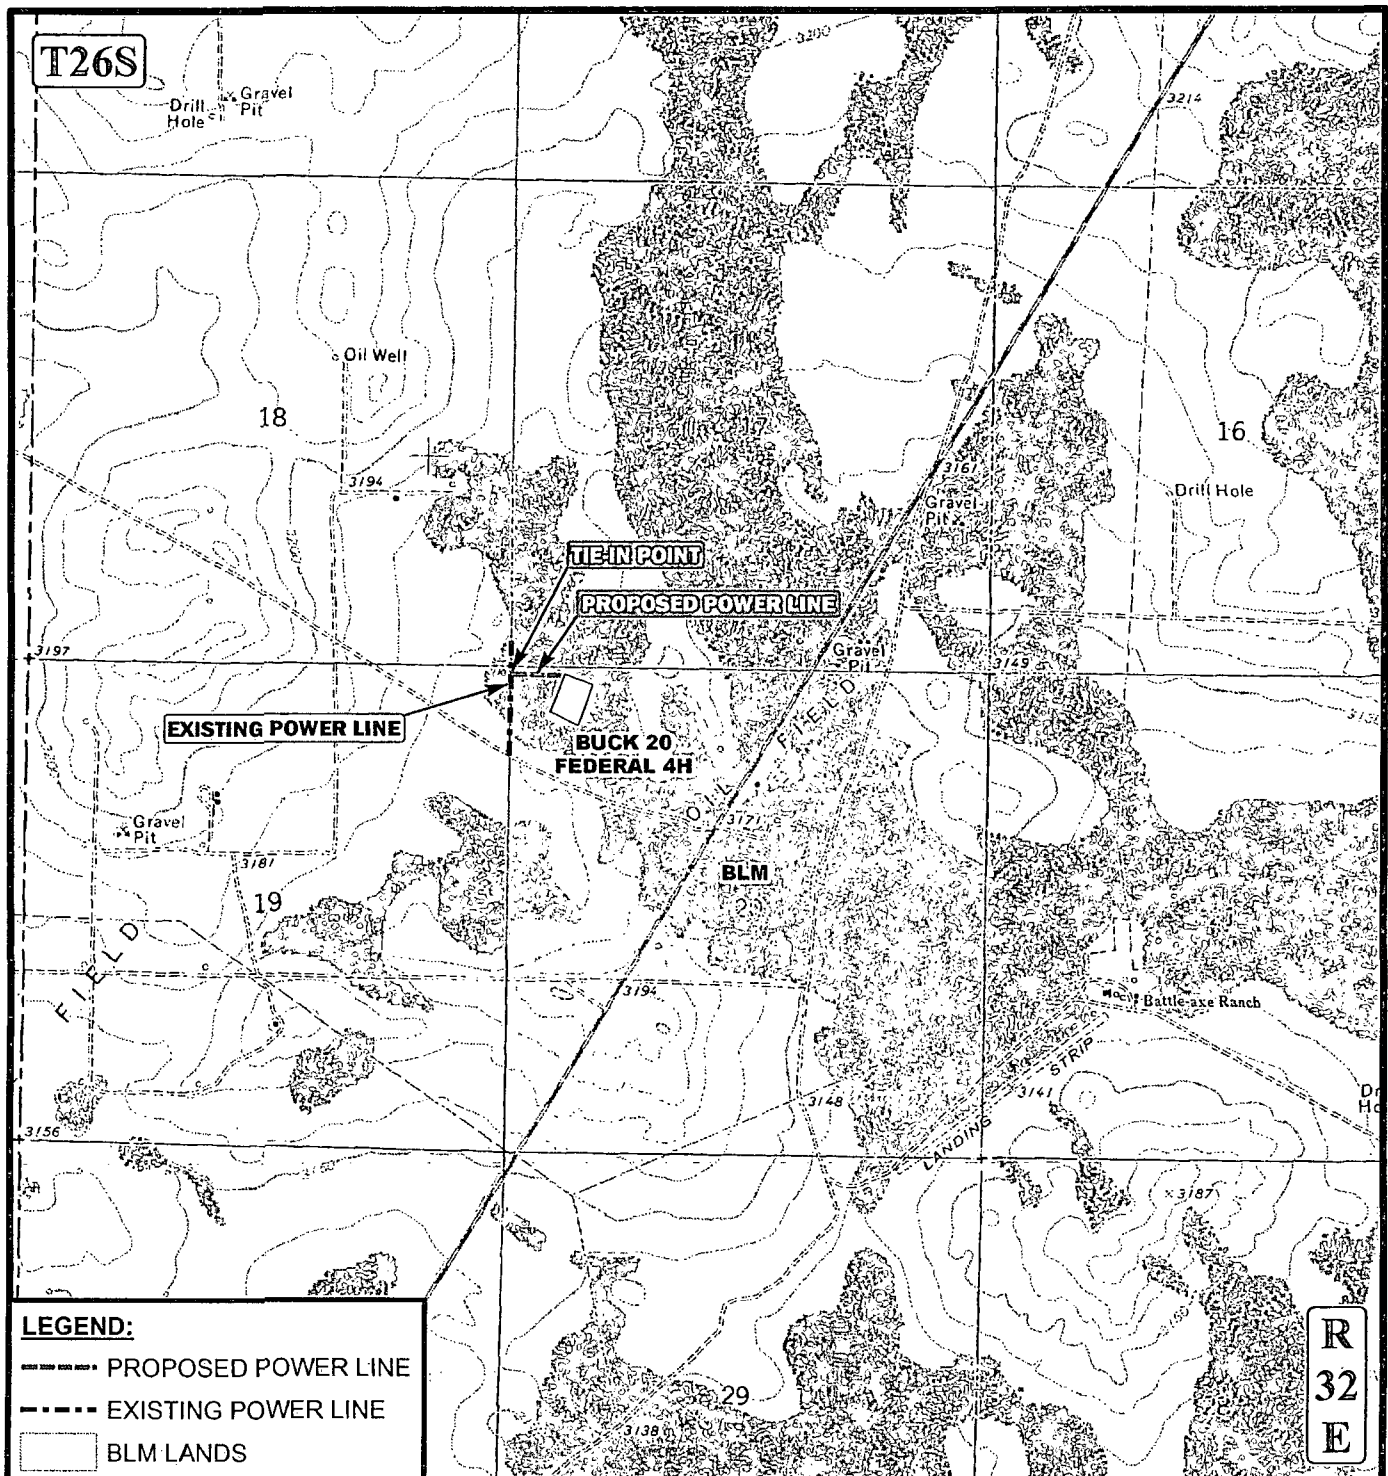 T26S
3200
Gravel
Pit
Drill
Hole
3214
Oil Well
18
16
3194
3161
Gravel
Pit
Drill Hole
3200
TIE-IN POINT
PROPOSED POWER LINE
3197
Gravel
Pit
3149
EXISTING POWER LINE
BUCK 20
FEDERAL 4H
OIL FIELD
3171
Gravel
Pit
3181
BLM
19
FIELD
3194
Battle-axe Ranch
LANDING STRIP
3148
3141
3156
3187
LEGEND:
PROPOSED POWER LINE
EXISTING POWER LINE
BLM LANDS
29
3138
R
32
E